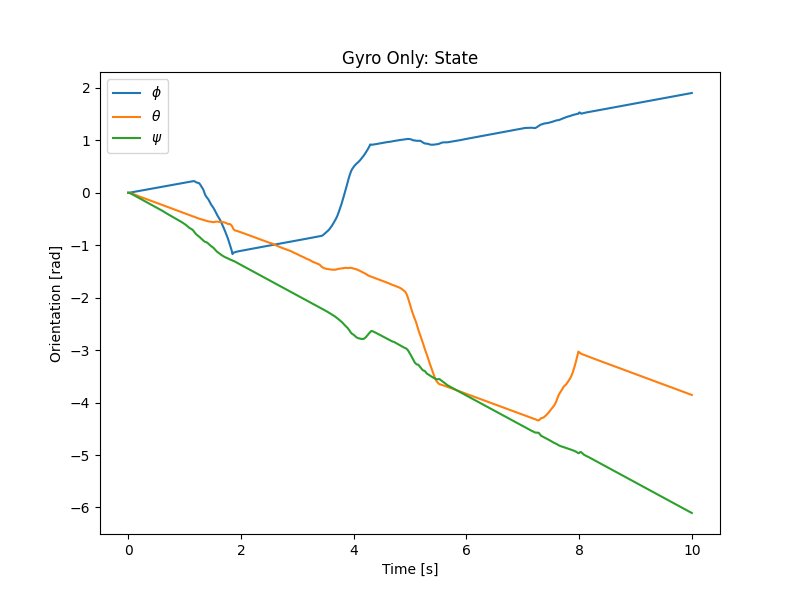 Gyro Only: State
ϕ
θ
ψ
2
1
0
−1
−2
−3
−4
−5
−6
Orientation [rad]
0 2 4 6 8 10
Time [s]